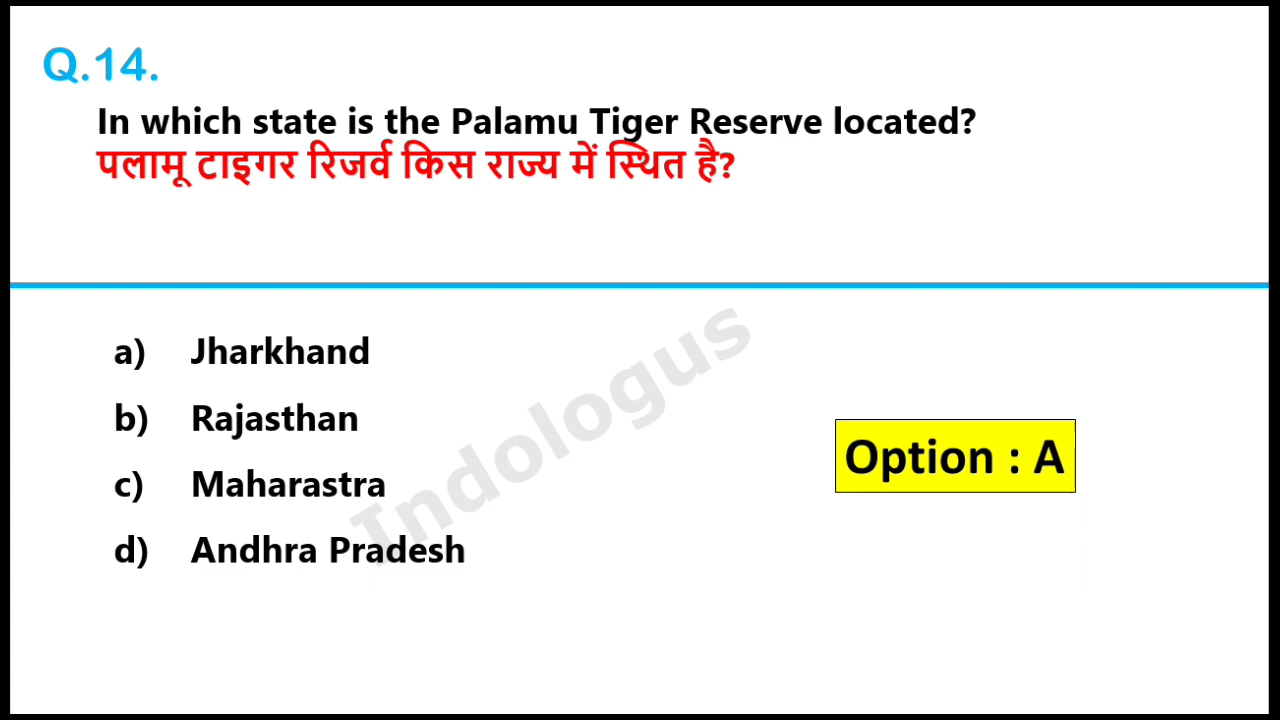 Q.14.
In which state is the Palamu Tiger Reserve located?
पलामू टाइगर रिजर्व किस राज्य में स्थित है?
a) Jharkhand
b) Rajasthan
c) Maharastra
d) Andhra Pradesh
Option : A
Indologus